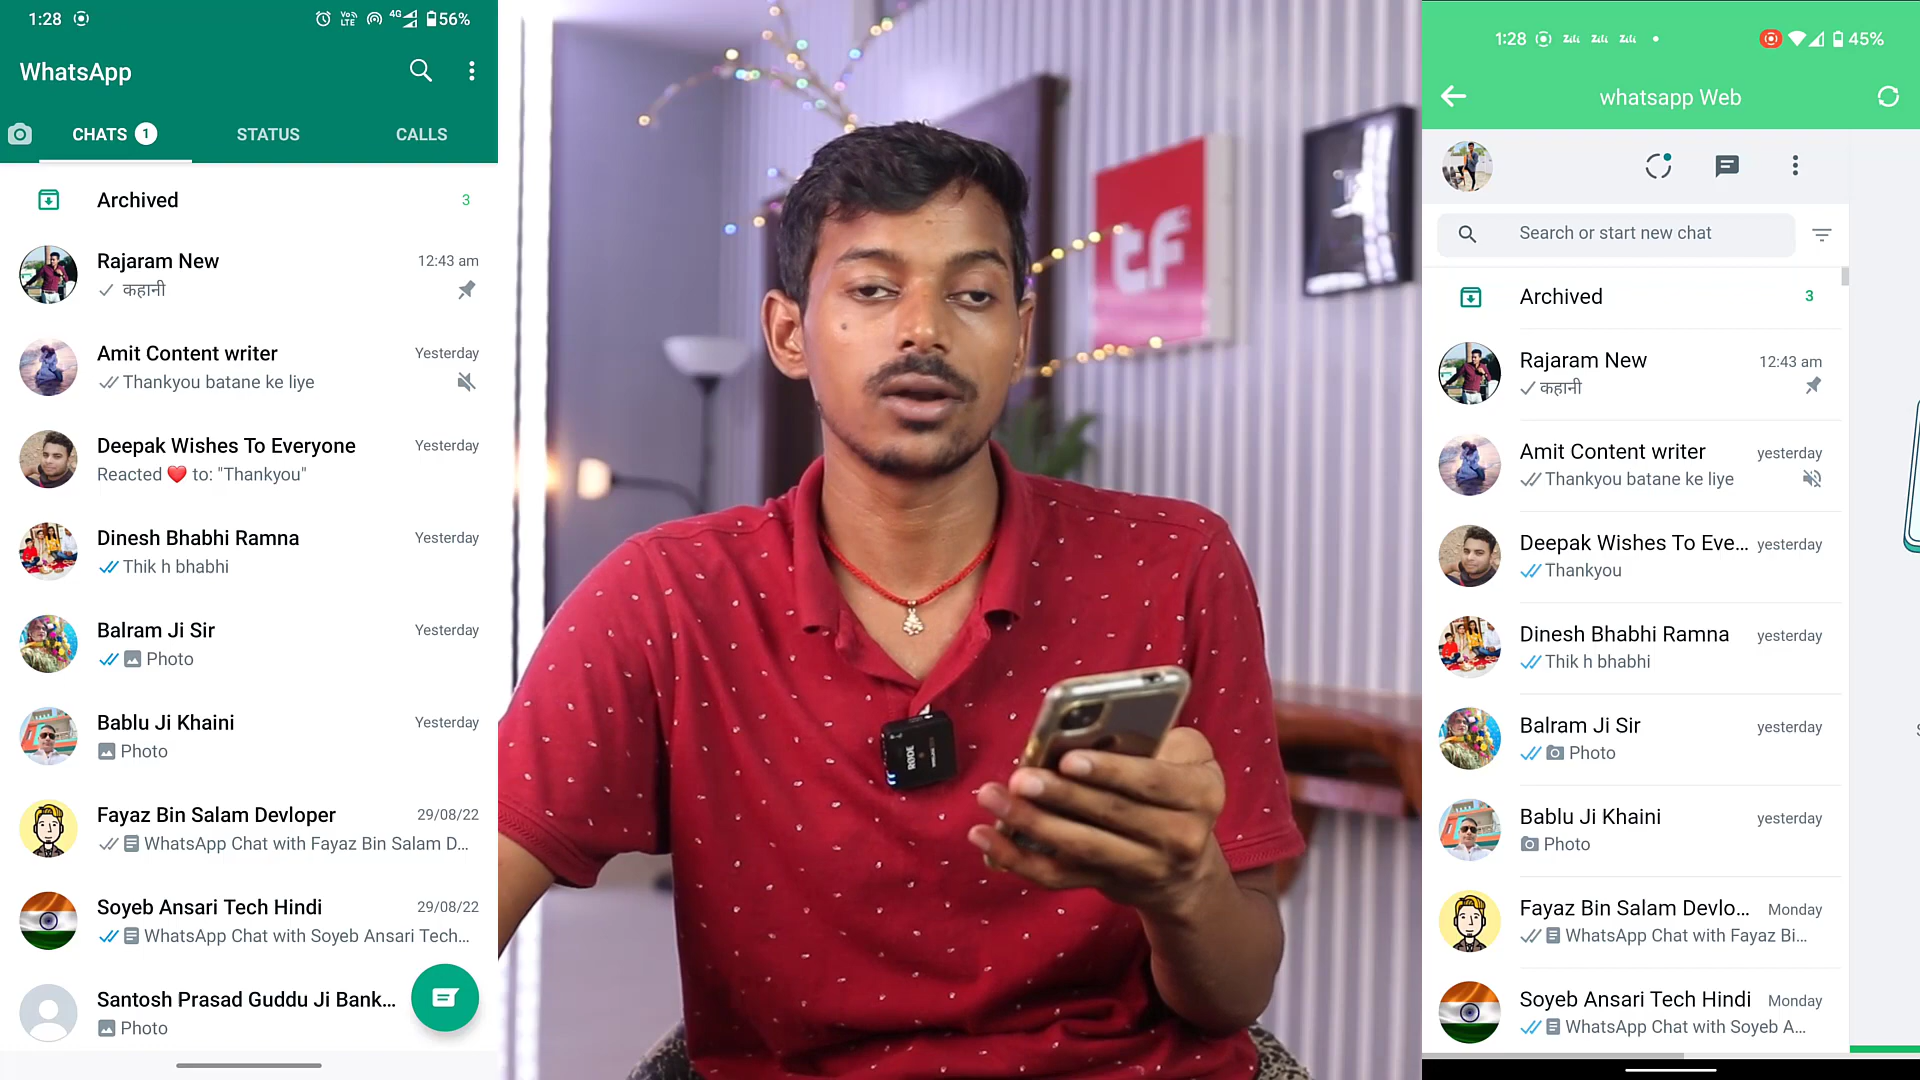 1:28 4G 56%
WhatsApp
CHATS 1 STATUS CALLS
Archived 3
Rajaram New 12:43 am
कहानी
Amit Content writer Yesterday
Thankyou batane ke liye
Deepak Wishes To Everyone Yesterday
Reacted ❤️ to: "Thankyou"
Dinesh Bhabhi Ramna Yesterday
Thik h bhabhi
Balram Ji Sir Yesterday
Photo
Bablu Ji Khaini Yesterday
Photo
Fayaz Bin Salam Devloper 29/08/22
WhatsApp Chat with Fayaz Bin Salam D...
Soyeb Ansari Tech Hindi 29/08/22
WhatsApp Chat with Soyeb Ansari Tech...
Santosh Prasad Guddu Ji Bank...
Photo
tF
RØDE
1:28 45%
whatsapp Web
Search or start new chat
Archived 3
Rajaram New 12:43 am
कहानी
Amit Content writer yesterday
Thankyou batane ke liye
Deepak Wishes To Eve... yesterday
Thankyou
Dinesh Bhabhi Ramna yesterday
Thik h bhabhi
Balram Ji Sir yesterday
Photo
Bablu Ji Khaini yesterday
Photo
Fayaz Bin Salam Devlo... Monday
WhatsApp Chat with Fayaz Bi...
Soyeb Ansari Tech Hindi Monday
WhatsApp Chat with Soyeb A...